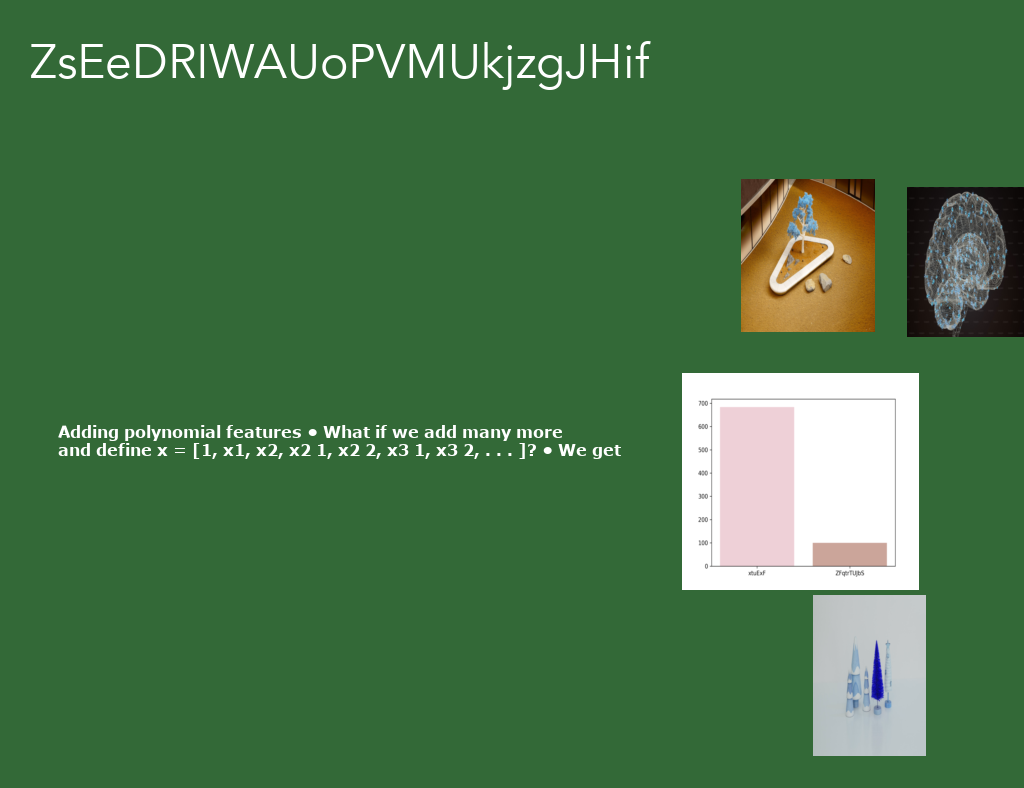 ZsEeDRIWAUoPVMUkjzgJHif
Adding polynomial features ● What if we add many more
and define x = [1, x1, x2, x2 1, x2 2, x3 1, x3 2, . . . ]? ● We get
700
600
500
400
300
200
100
0
xtuExF
ZFqtrTUJbS